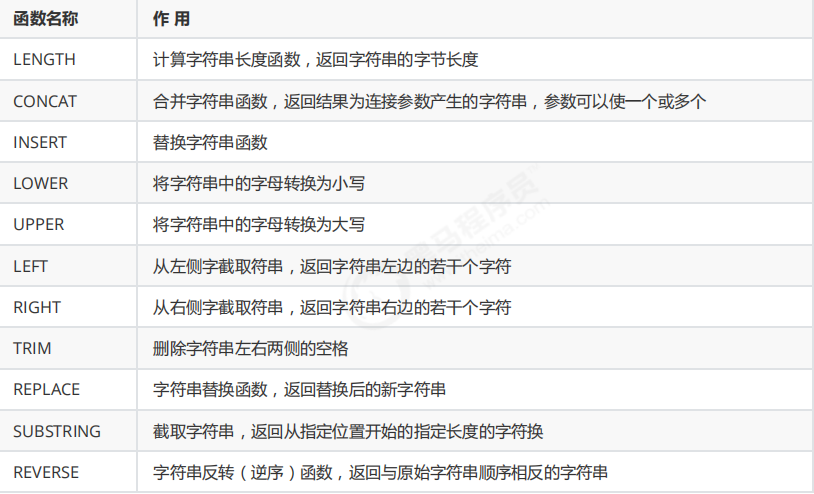 函数名称 作 用
LENGTH 计算字符串长度函数，返回字符串的字节长度
CONCAT 合并字符串函数，返回结果为连接参数产生的字符串，参数可以使一个或多个
INSERT 替换字符串函数
LOWER 将字符串中的字母转换为小写
UPPER 将字符串中的字母转换为大写
LEFT 从左侧字截取符串，返回字符串左边的若干个字符
RIGHT 从右侧字截取符串，返回字符串右边的若干个字符
TRIM 删除字符串左右两侧的空格
REPLACE 字符串替换函数，返回替换后的新字符串
SUBSTRING 截取字符串，返回从指定位置开始的指定长度的字符换
REVERSE 字符串反转（逆序）函数，返回与原始字符串顺序相反的字符串